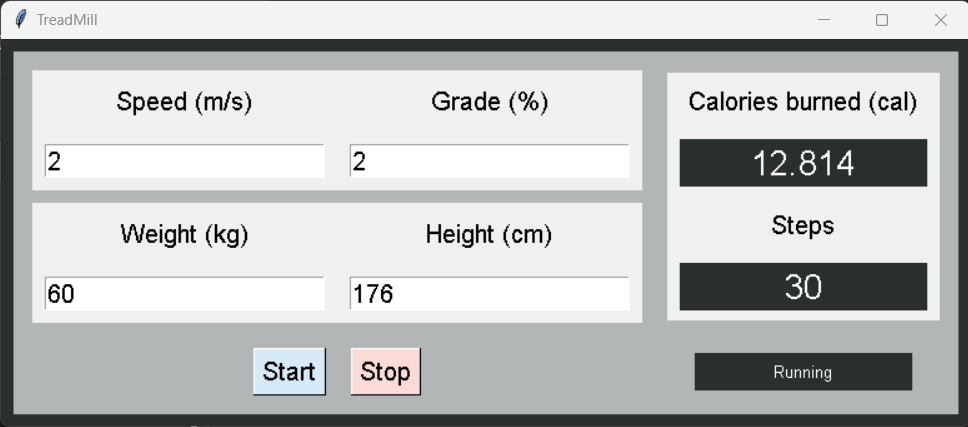 TreadMill
Speed (m/s)
Grade (%)
2
2
Weight (kg)
Height (cm)
60
176
Start
Stop
Calories burned (cal)
12.814
Steps
30
Running